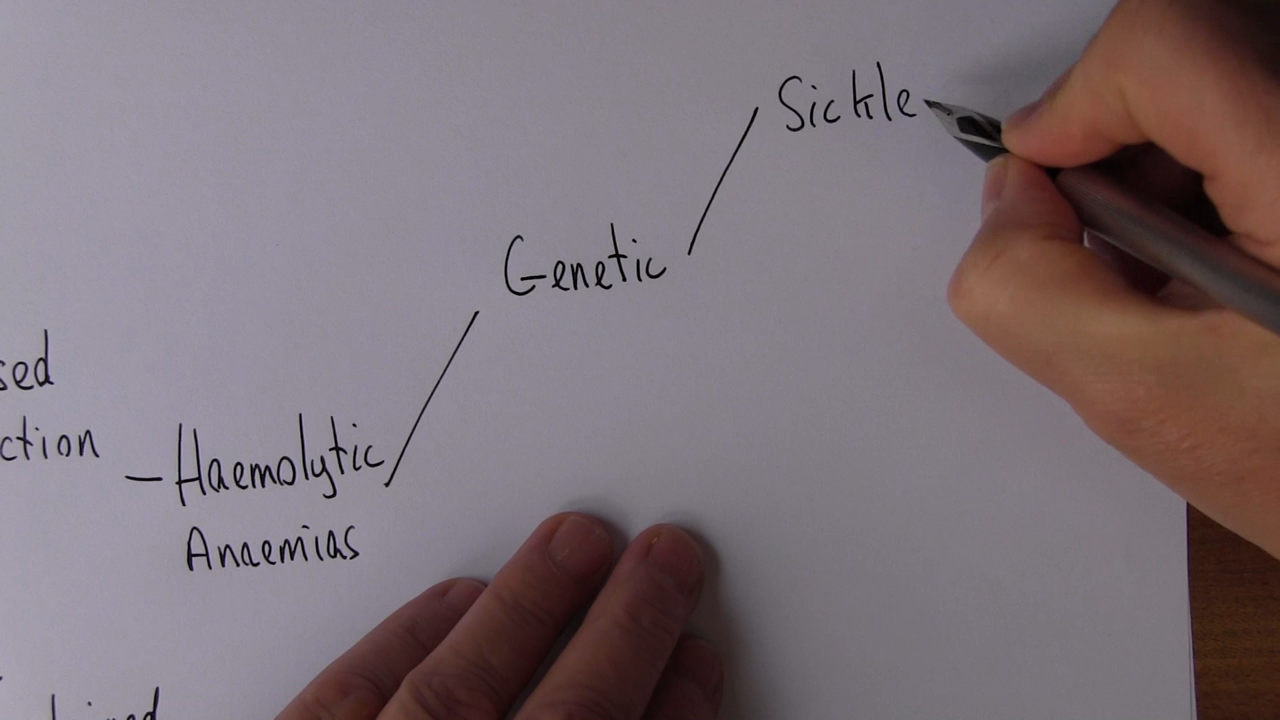 Sickle
Genetic
sed
ction
– Haemolytic
Anaemias